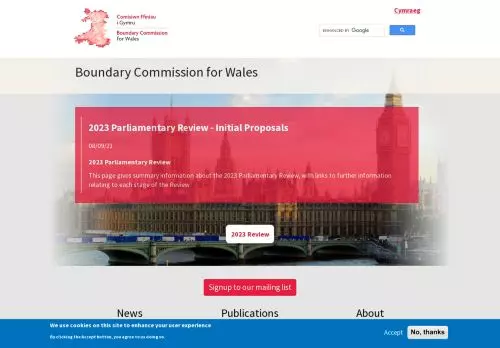 Comisiwn Ffiniau
i Gymru
Boundary Commission
for Wales
Cymraeg
ENHANCED BY Google
Boundary Commission for Wales
2023 Parliamentary Review - Initial Proposals
08/09/21
2023 Parliamentary Review
This page gives summary information about the 2023 Parliamentary Review, with links to further information
relating to each stage of the Review
2023 Review
Signup to our mailing list
News
Publications
About
We use cookies on this site to enhance your user experience
By clicking the Accept button, you agree to us doing so.
Accept
No, thanks